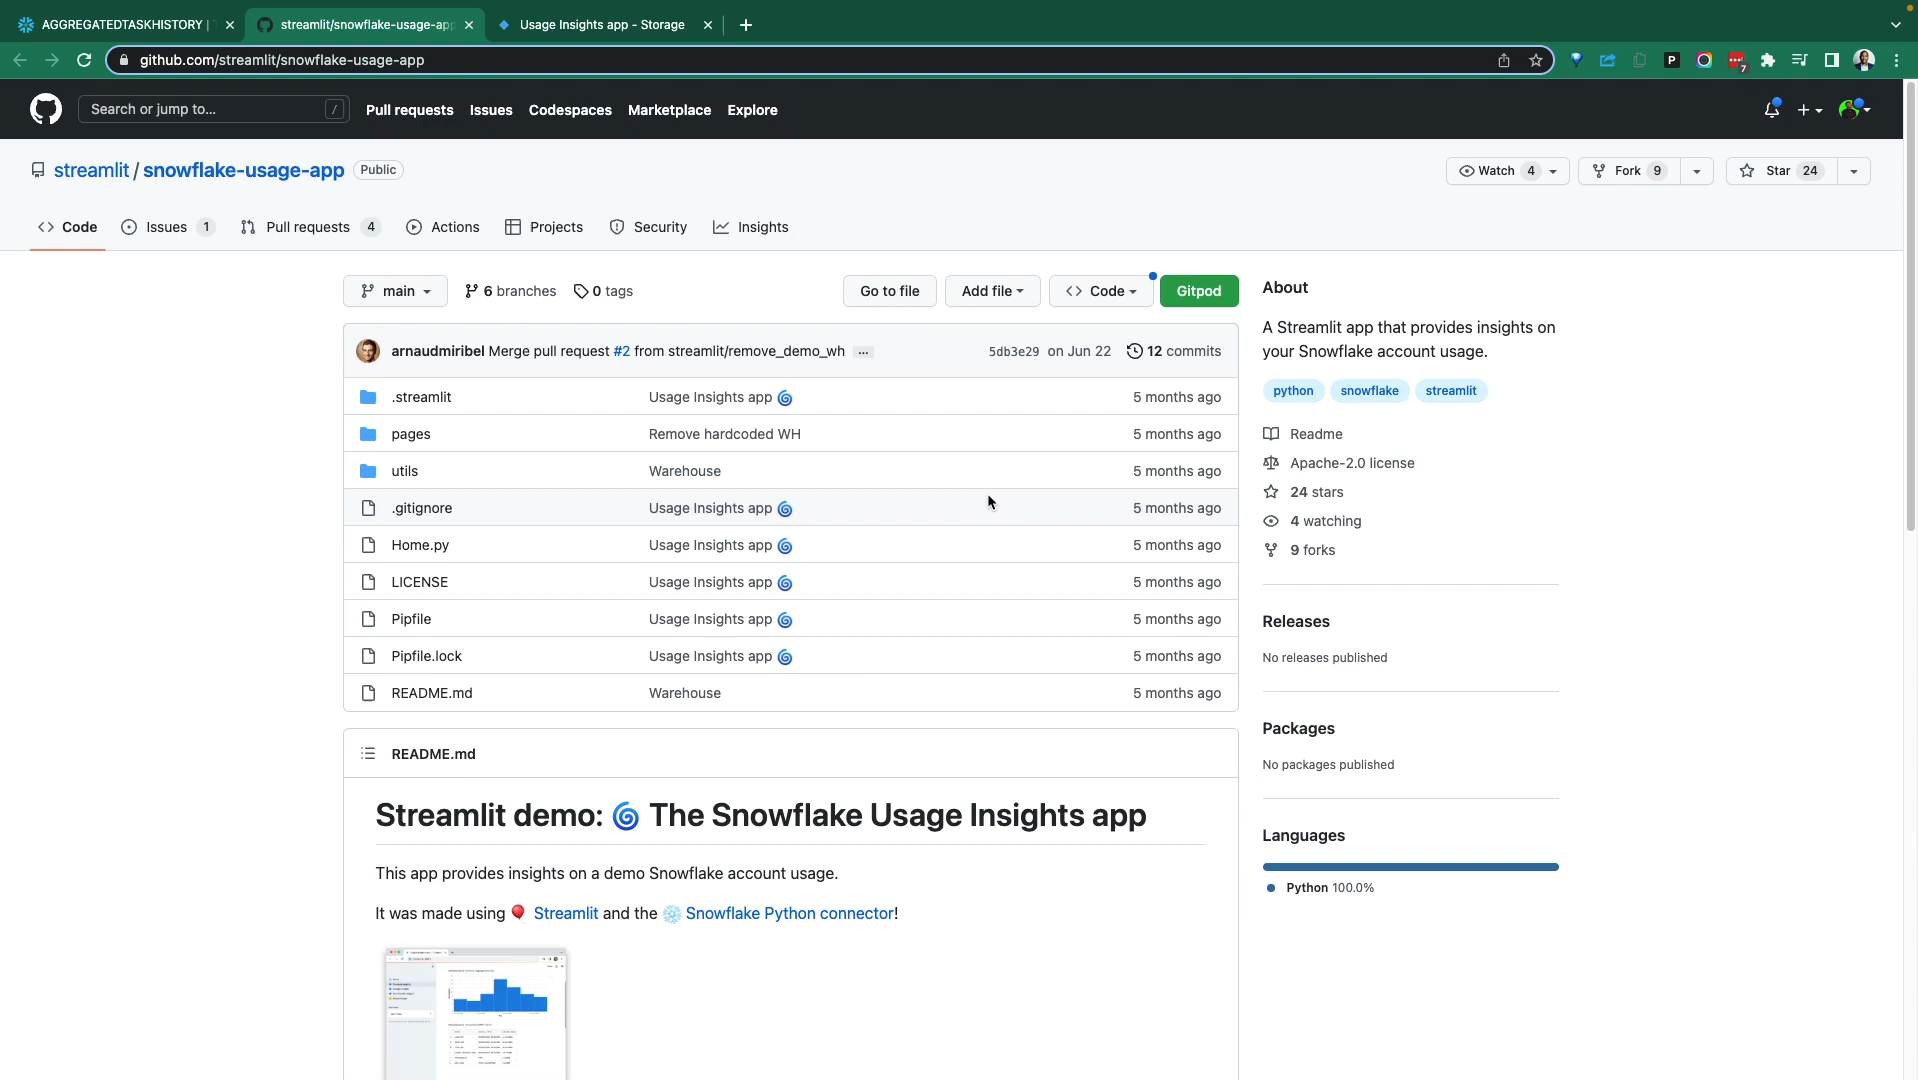 AGGREGATEDTASKHISTORY |
streamlit/snowflake-usage-app
Usage Insights app - Storage
github.com/streamlit/snowflake-usage-app
P
7
Search or jump to... /
Pull requests Issues Codespaces Marketplace Explore
streamlit / snowflake-usage-app Public
Watch 4 Fork 9 Star 24
Code Issues 1 Pull requests 4 Actions Projects Security Insights
main 6 branches 0 tags Go to file Add file Code Gitpod
arnaudmiribel Merge pull request #2 from streamlit/remove_demo_wh ... 5db3e29 on Jun 22 12 commits
.streamlit Usage Insights app 🌀 5 months ago
pages Remove hardcoded WH 5 months ago
utils Warehouse 5 months ago
.gitignore Usage Insights app 🌀 5 months ago
Home.py Usage Insights app 🌀 5 months ago
LICENSE Usage Insights app 🌀 5 months ago
Pipfile Usage Insights app 🌀 5 months ago
Pipfile.lock Usage Insights app 🌀 5 months ago
README.md Warehouse 5 months ago
README.md
Streamlit demo: 🌀 The Snowflake Usage Insights app
This app provides insights on a demo Snowflake account usage.
It was made using 🎈 Streamlit and the ❄️ Snowflake Python connector!
About
A Streamlit app that provides insights on
your Snowflake account usage.
python snowflake streamlit
Readme
Apache-2.0 license
24 stars
4 watching
9 forks
Releases
No releases published
Packages
No packages published
Languages
Python 100.0%